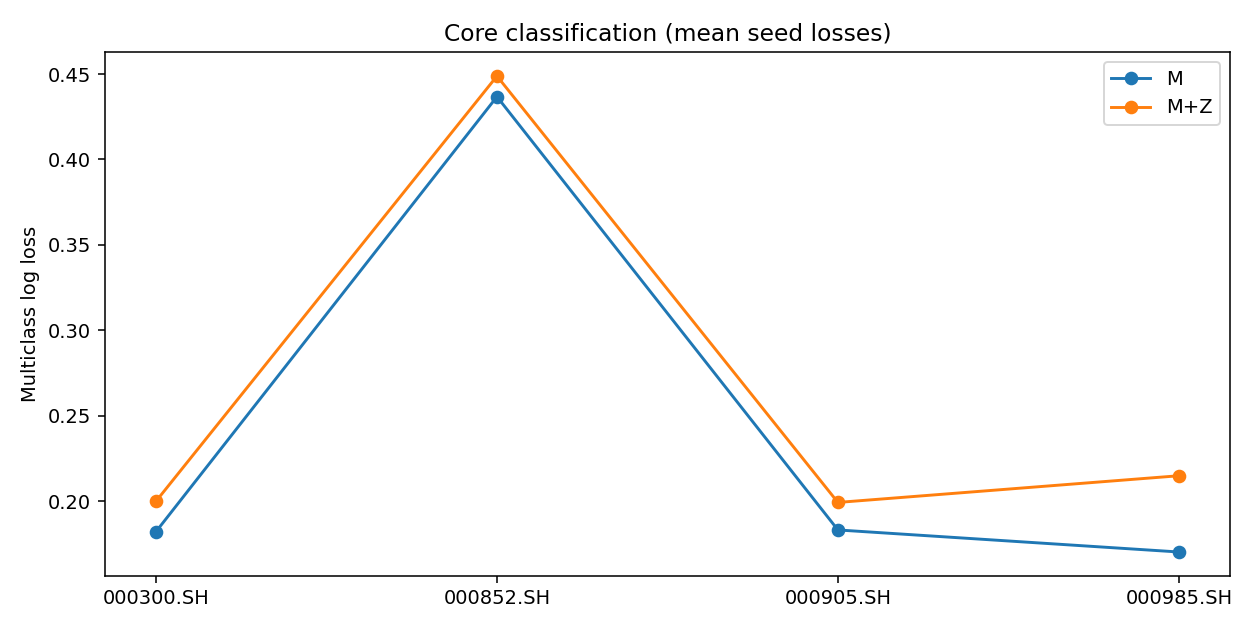 Core classification (mean seed losses)
M
M+Z
Multiclass log loss
0.45
0.40
0.35
0.30
0.25
0.20
000300.SH
000852.SH
000905.SH
000985.SH